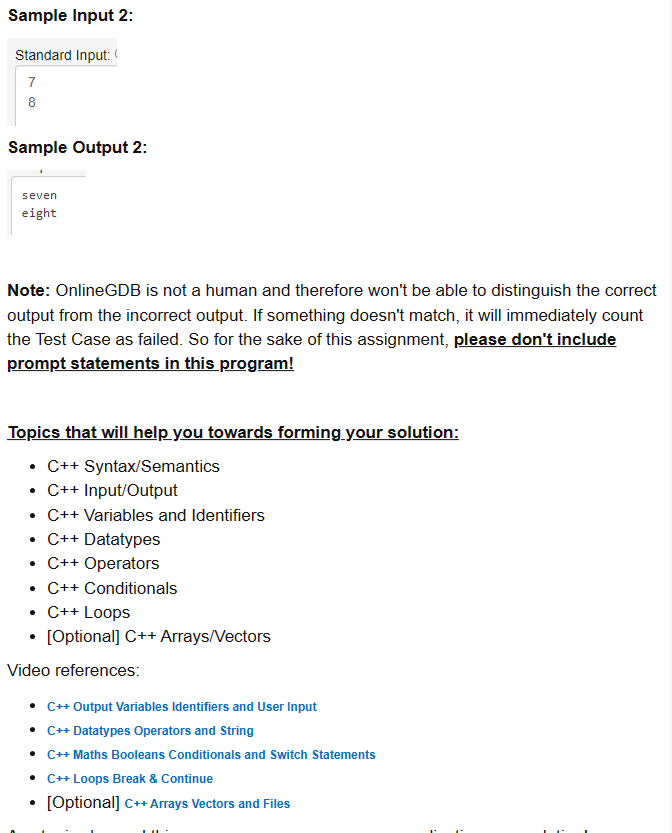 Sample Input 2:
Standard Input:
7
8
Sample Output 2:
seven
eight
Note: OnlineGDB is not a human and therefore won't be able to distinguish the correct
output from the incorrect output. If something doesn't match, it will immediately count
the Test Case as failed. So for the sake of this assignment, please don't include
prompt statements in this program!
Topics that will help you towards forming your solution:
• C++ Syntax/Semantics
• C++ Input/Output
• C++ Variables and Identifiers
• C++ Datatypes
• C++ Operators
• C++ Conditionals
• C++ Loops
• [Optional] C++ Arrays/Vectors
Video references:
• C++ Output Variables Identifiers and User Input
• C++ Datatypes Operators and String
• C++ Maths Booleans Conditionals and Switch Statements
• C++ Loops Break & Continue
• [Optional] C++ Arrays Vectors and Files